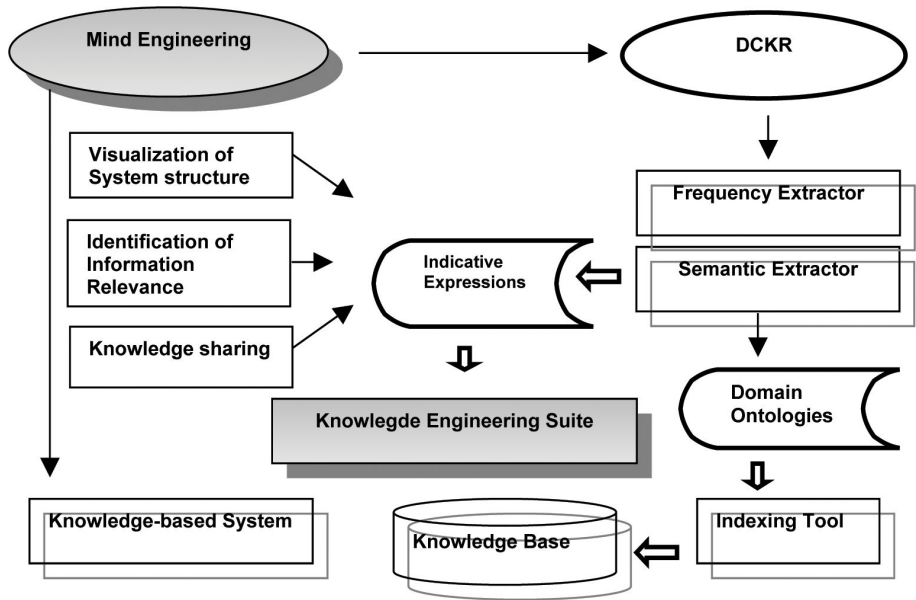 Mind Engineering
DCKR
Visualization of
System structure
Frequency Extractor
Identification of
Information
Relevance
Indicative
Expressions
Semantic Extractor
Knowledge sharing
Domain
Ontologies
Knowlegde Engineering Suite
Knowledge-based System
Knowledge Base
Indexing Tool